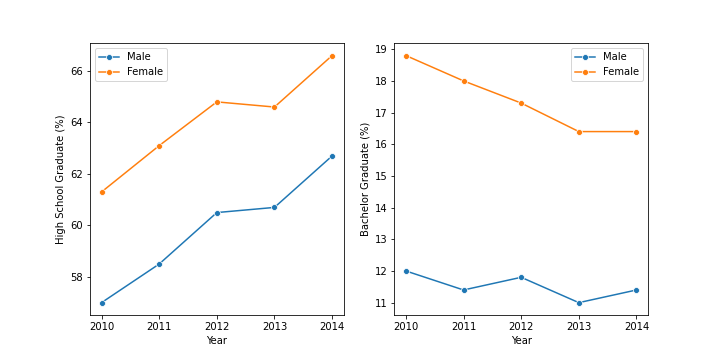 High School Graduate (%)
66
64
62
60
58
Male
Female
2010 2011 2012 2013 2014
Year
Bachelor Graduate (%)
19
18
17
16
15
14
13
12
11
Male
Female
2010 2011 2012 2013 2014
Year